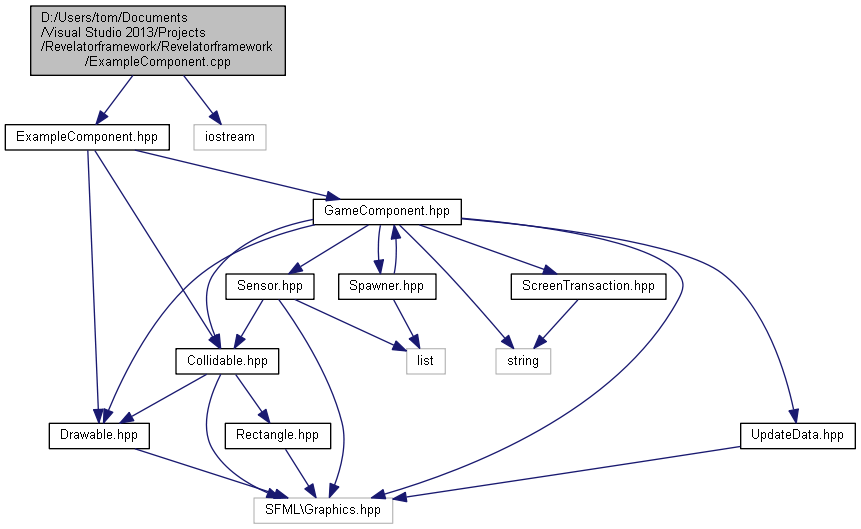 D:/Users/tom/Documents
/Visual Studio 2013/Projects
/Revelatorframework/Revelatorframework
/ExampleComponent.cpp
ExampleComponent.hpp
iostream
GameComponent.hpp
Sensor.hpp
Spawner.hpp
ScreenTransaction.hpp
Collidable.hpp
list
string
Drawable.hpp
Rectangle.hpp
UpdateData.hpp
SFML\Graphics.hpp